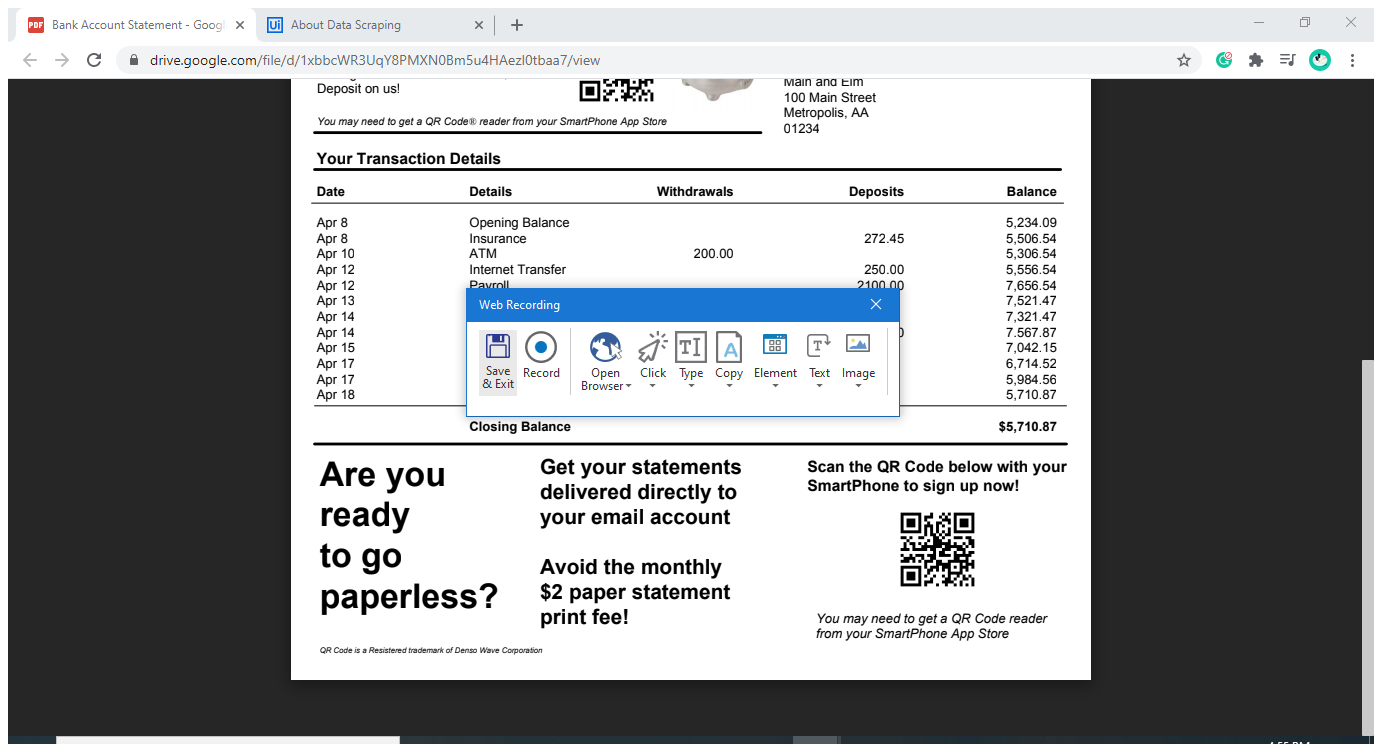 Bank Account Statement - Goog
About Data Scraping
drive.google.com/file/d/1xbbcWR3UqY8PMXN0Bm5u4HAezI0tbaa7/view
Deposit on us!
You may need to get a QR Code® reader from your SmartPhone App Store
Main and Elm
100 Main Street
Metropolis, AA
01234
Your Transaction Details
Date Details Withdrawals Deposits Balance
Apr 8 Opening Balance 5,234.09
Apr 8 Insurance 272.45 5,506.54
Apr 10 ATM 200.00 5,306.54
Apr 12 Internet Transfer 250.00 5,556.54
Apr 12 Payroll 2100.00 7,656.54
Apr 13 7,521.47
Apr 14 7,321.47
Apr 14 7.567.87
Apr 15 7,042.15
Apr 17 6,714.52
Apr 17 5,984.56
Apr 18 5,710.87
Web Recording
Save & Exit
Record
Open Browser
Click
Type
Copy
Element
Text
Image
Closing Balance $5,710.87
Are you
ready
to go
paperless?
Get your statements
delivered directly to
your email account
Avoid the monthly
$2 paper statement
print fee!
Scan the QR Code below with your
SmartPhone to sign up now!
You may need to get a QR Code reader
from your SmartPhone App Store
QR Code is a Resistered trademark of Denso Wave Corporation